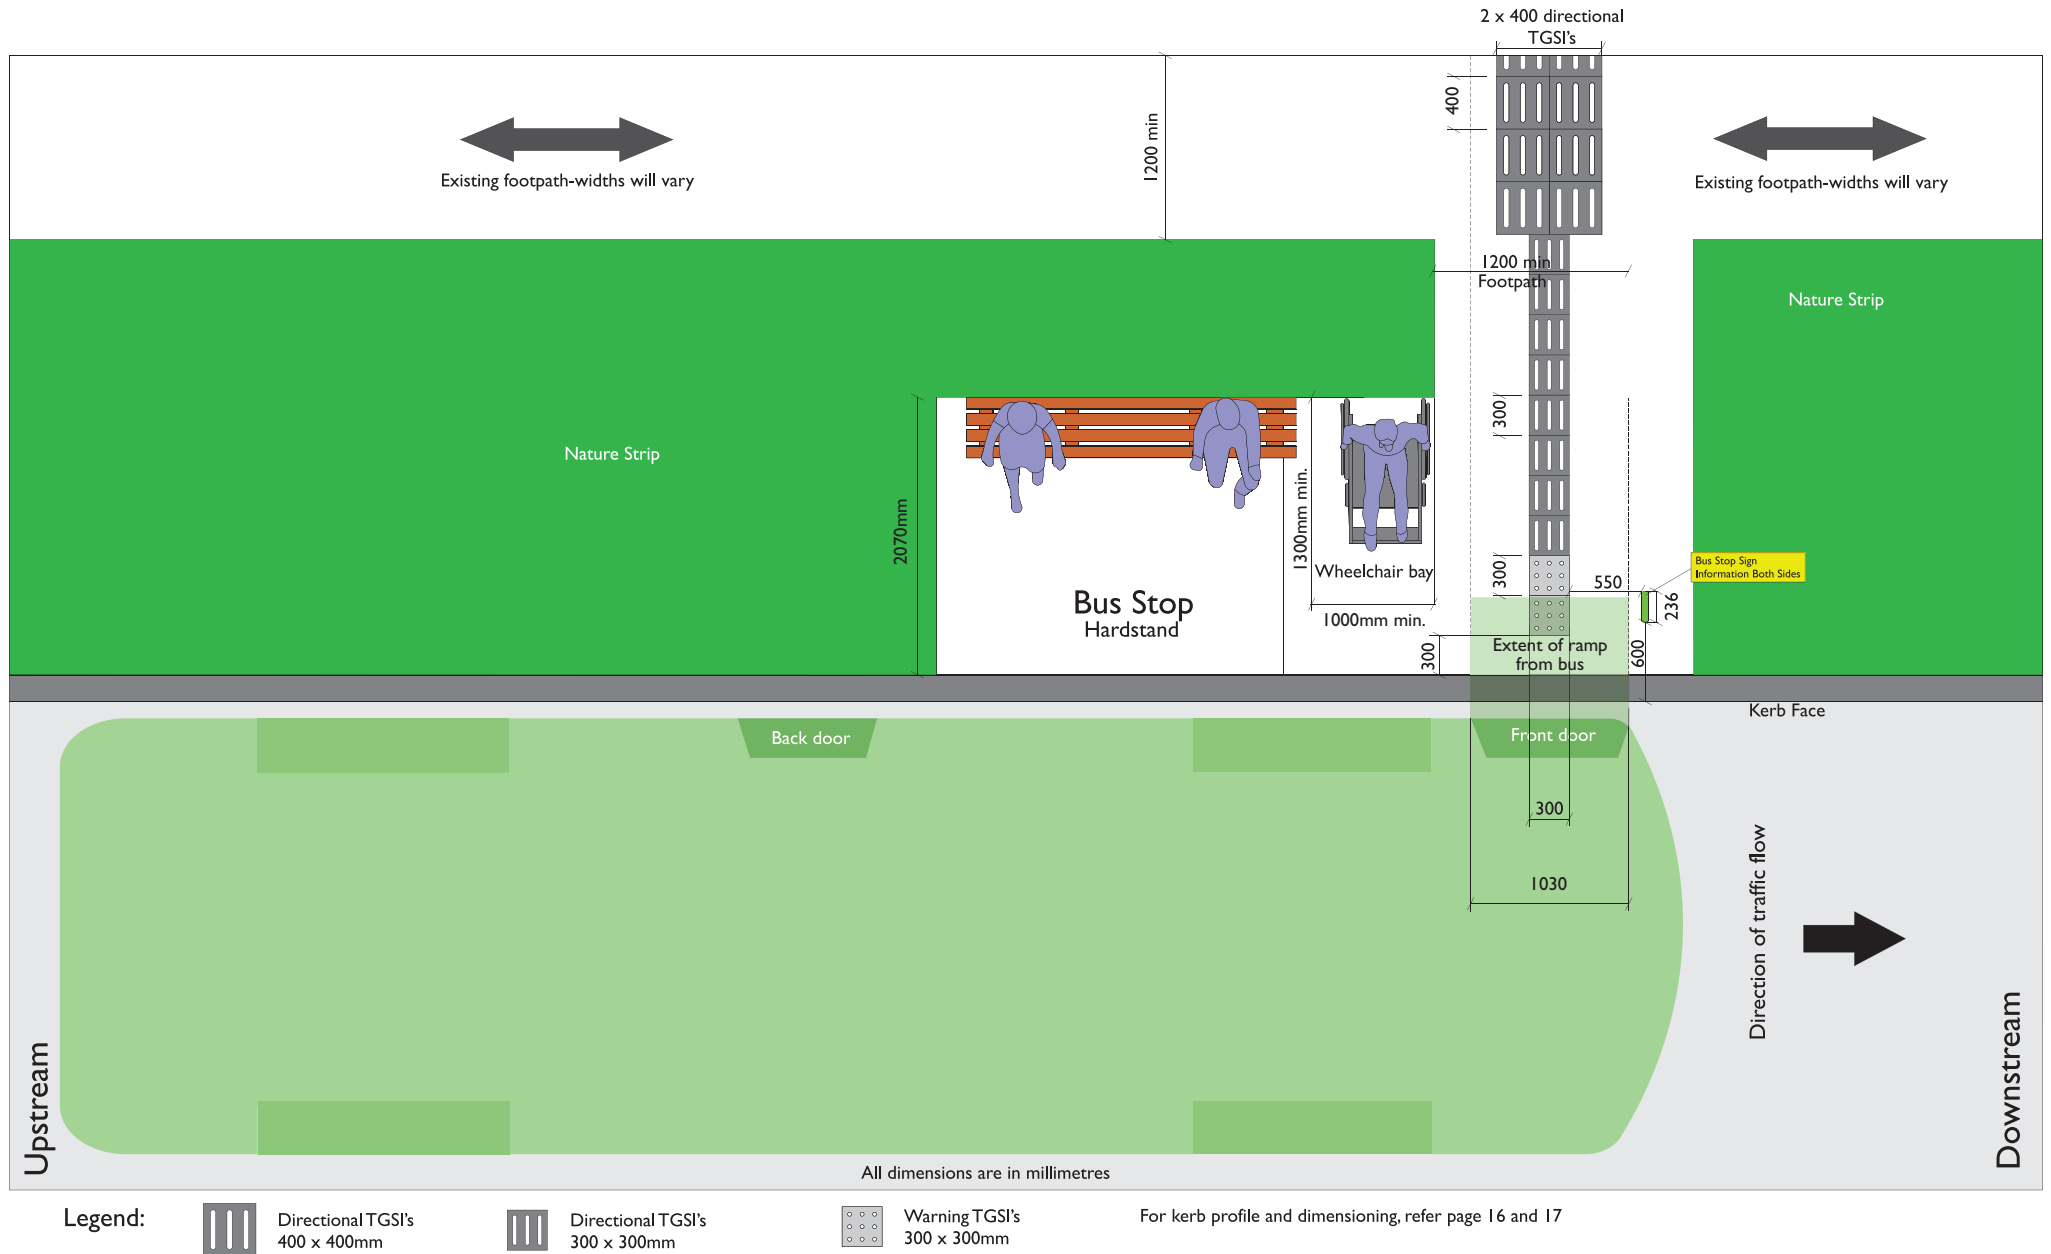 2 x 400 directional
TGSI's
400
1200 min
Existing footpath-widths will vary
Existing footpath-widths will vary
1200 min
Footpath
Nature Strip
Nature Strip
300
2070mm
1300mm min.
Wheelchair bay
1000mm min.
Bus Stop
Hardstand
300
550
Bus Stop Sign
Information Both Sides
236
300
Extent of ramp
from bus
600
Kerb Face
Back door
Front door
300
1030
Direction of traffic flow
Upstream
Downstream
All dimensions are in millimetres
Legend:
Directional TGSI's
400 x 400mm
Directional TGSI's
300 x 300mm
Warning TGSI's
300 x 300mm
For kerb profile and dimensioning, refer page 16 and 17